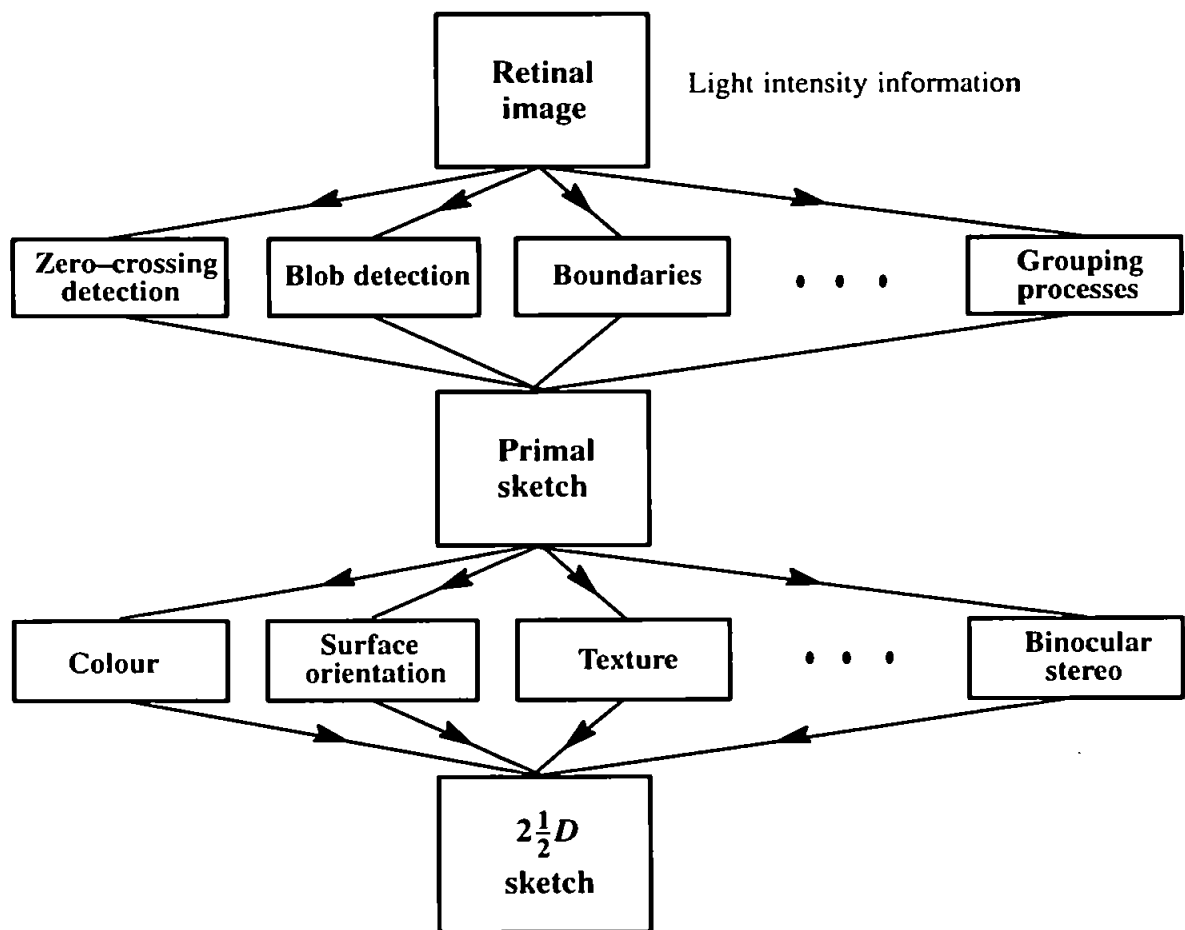 Retinal
image
Light intensity information
Zero–crossing
detection
Blob detection
Boundaries
• • •
Grouping
processes
Primal
sketch
Colour
Surface
orientation
Texture
• • •
Binocular
stereo
2½D
sketch